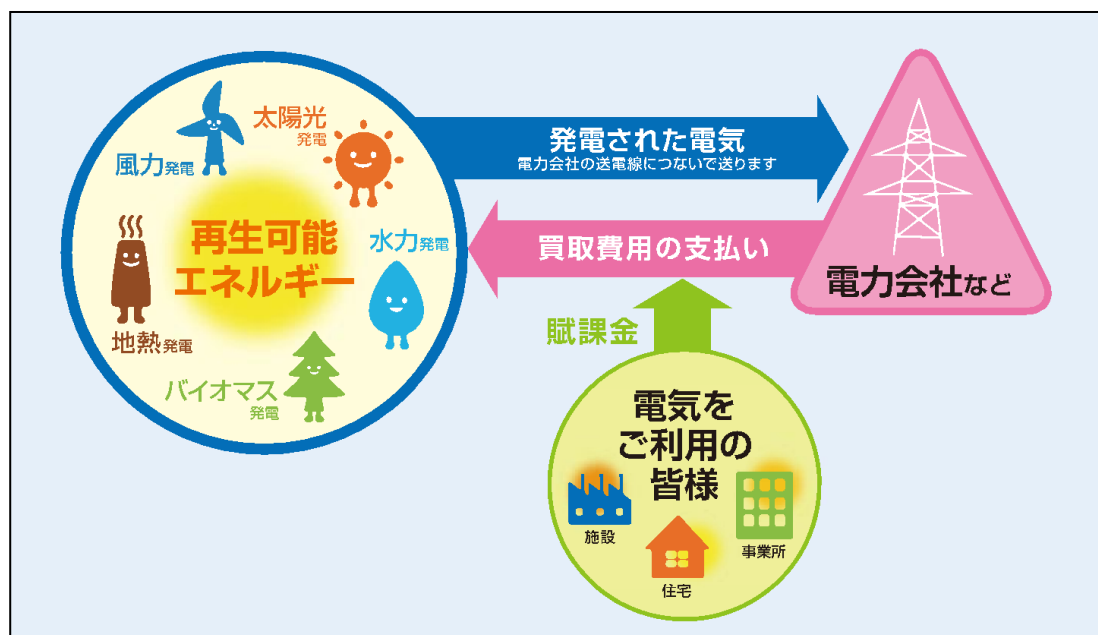 風力発電
太陽光
発電
再生可能
エネルギー
水力発電
地熱発電
バイオマス
発電
発電された電気
電力会社の送電線につないで送ります
買取費用の支払い
電力会社など
賦課金
電気を
ご利用の
皆様
施設
住宅
事業所